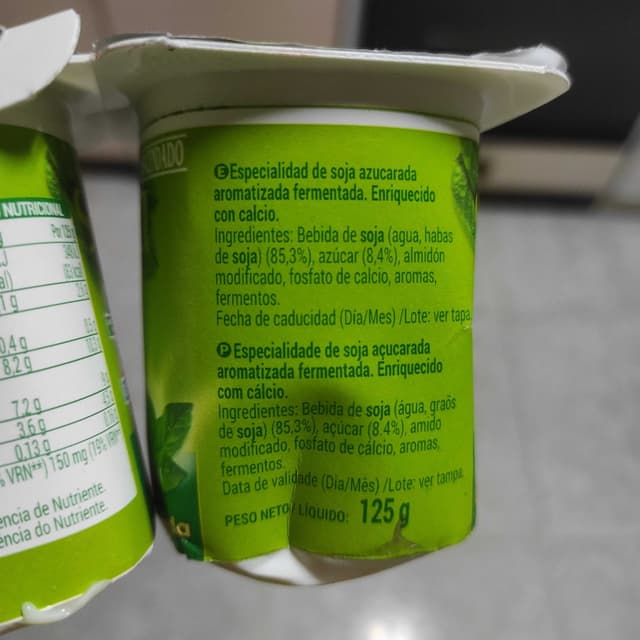 NUTRICIONAL
0.4 g
8.2 g
7.2 g
3.6 g
0.13 g
VRN**) 150 mg (19% VRN**
encia de Nutriente.
encia do Nutriente.
E Especialidad de soja azucarada
aromatizada fermentada. Enriquecido
con calcio.
Ingredientes: Bebida de soja (agua, habas
de soja) (85,3%), azúcar (8,4%), almidón
modificado, fosfato de calcio, aromas,
fermentos.
Fecha de caducidad (Día/Mes) /Lote: ver tapa.
P Especialidade de soja açucarada
aromatizada fermentada. Enriquecido
com cálcio.
Ingredientes: Bebida de soja (água, graõs
de soja) (85,3%), açúcar (8.4%), amido
modificado, fosfato de cálcio, aromas,
fermentos.
Data de validade (Dia/Mês) /Lote: ver tampa.
PESO NETO / LÍQUIDO: 125 g